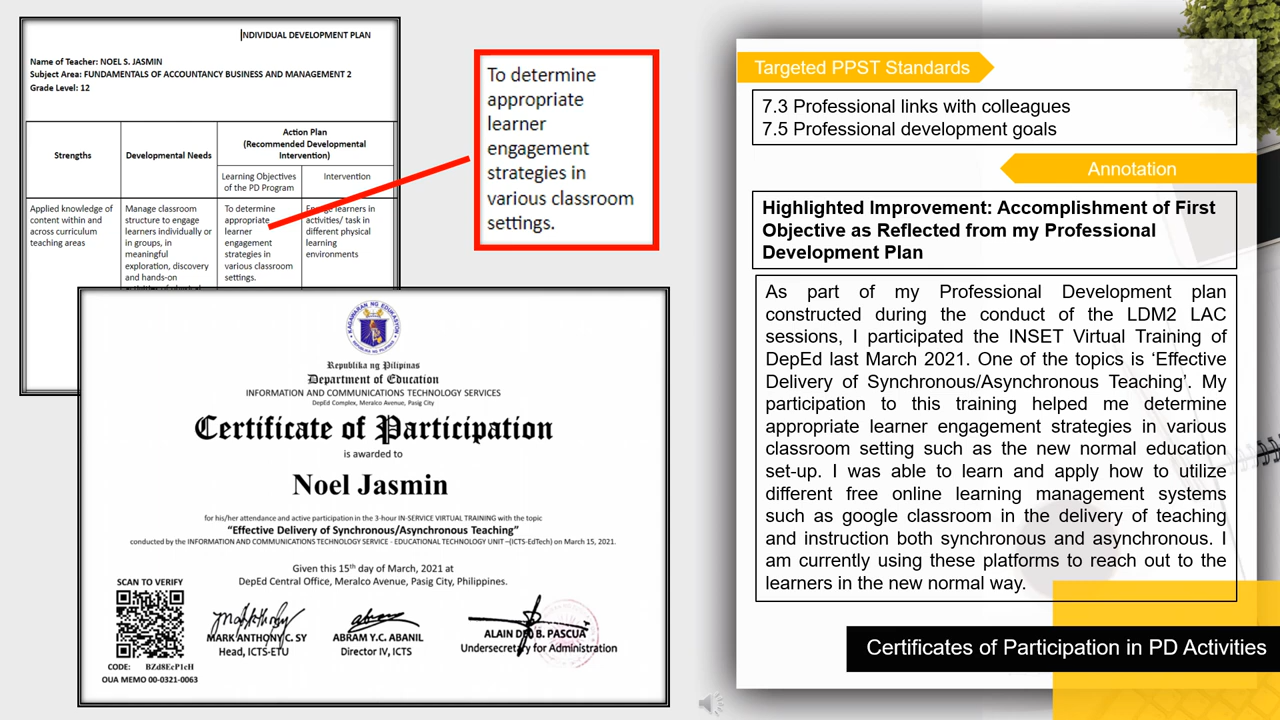 INDIVIDUAL DEVELOPMENT PLAN
Name of Teacher: NOEL S. JASMIN
Subject Area: FUNDAMENTALS OF ACCOUNTANCY BUSINESS AND MANAGEMENT 2
Grade Level: 12
Strengths
Developmental Needs
Action Plan
(Recommended Developmental
Intervention)
Learning Objectives
of the PD Program
Intervention
Applied knowledge of
content within and
across curriculum
teaching areas
Manage classroom
structure to engage
learners individually or
in groups, in
meaningful
exploration, discovery
and hands-on
To determine
appropriate
learner
engagement
strategies in
various classroom
settings.
learners in
activities/ task in
different physical
learning
environments
To determine
appropriate
learner
engagement
strategies in
various classroom
settings.
KAGAWARAN NG EDUKASYON
Republika ng Pilipinas
Department of Education
INFORMATION AND COMMUNICATIONS TECHNOLOGY SERVICES
DepEd Complex, Meralco Avenue, Pasig City
Certificate of Participation
is awarded to
Noel Jasmin
for his/her attendance and active participation in the 3-hour IN-SERVICE VIRTUAL TRAINING with the topic
"Effective Delivery of Synchronous/Asynchronous Teaching"
conducted by the INFORMATION AND COMMUNICATIONS TECHNOLOGY SERVICE - EDUCATIONAL TECHNOLOGY UNIT –(ICTS-EdTech) on March 15, 2021.
Given this 15th day of March, 2021 at
DepEd Central Office, Meralco Avenue, Pasig City, Philippines.
SCAN TO VERIFY
CODE: BZd8EcP1cH
OUA MEMO 00-0321-0063
MARK ANTHONY C. SY
Head, ICTS-ETU
ABRAM Y.C. ABANIL
Director IV, ICTS
ALAIN DEL B. PASCUA
Undersecretary for Administration
Targeted PPST Standards
7.3 Professional links with colleagues
7.5 Professional development goals
Annotation
Highlighted Improvement: Accomplishment of First
Objective as Reflected from my Professional
Development Plan
As part of my Professional Development plan
constructed during the conduct of the LDM2 LAC
sessions, I participated the INSET Virtual Training of
DepEd last March 2021. One of the topics is ‘Effective
Delivery of Synchronous/Asynchronous Teaching’. My
participation to this training helped me determine
appropriate learner engagement strategies in various
classroom setting such as the new normal education
set-up. I was able to learn and apply how to utilize
different free online learning management systems
such as google classroom in the delivery of teaching
and instruction both synchronous and asynchronous. I
am currently using these platforms to reach out to the
learners in the new normal way.
Certificates of Participation in PD Activities